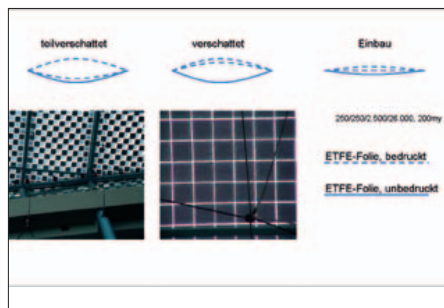 teilverschattet
verschattet
Einbau
250/250/2.500/26.000, 200my
ETFE-Folie, bedruckt
ETFE-Folie, unbedruckt